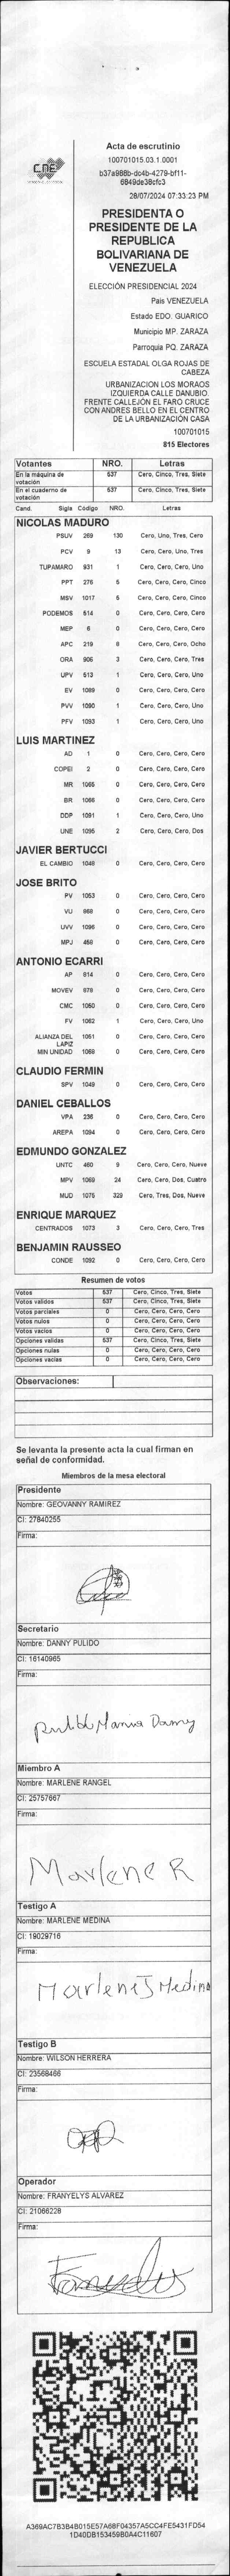 CNE
Acta de escrutinio
100701015.03.1.0001
b37a988b-dc4b-4279-bf11-
6849de38cfc3
28/07/2024 07:33:23 PM
PRESIDENTA O
PRESIDENTE DE LA
REPUBLICA
BOLIVARIANA DE
VENEZUELA
ELECCIÓN PRESIDENCIAL 2024
Pais VENEZUELA
Estado EDO. GUARICO
Municipio MP. ZARAZA
Parroquia PQ. ZARAZA
ESCUELA ESTADAL OLGA ROJAS DE
CABEZA
URBANIZACION LOS MORAOS
IZQUIERDA CALLE DANUBIO.
FRENTE CALLEJÓN EL FARO CRUCE
CON ANDRES BELLO EN EL CENTRO
DE LA URBANIZACIÓN CASA
100701015
815 Electores
Votantes NRO. Letras
En la máquina de votación 537 Cero, Cinco, Tres, Siete
En el cuaderno de votación 537 Cero, Cinco, Tres, Siete
Cand. Sigla Código NRO. Letras
NICOLAS MADURO
PSUV 269 130 Cero, Uno, Tres, Cero
PCV 9 13 Cero, Cero, Uno, Tres
TUPAMARO 931 1 Cero, Cero, Cero, Uno
PPT 276 5 Cero, Cero, Cero, Cinco
MSV 1017 5 Cero, Cero, Cero, Cinco
PODEMOS 514 0 Cero, Cero, Cero, Cero
MEP 6 0 Cero, Cero, Cero, Cero
APC 219 8 Cero, Cero, Cero, Ocho
ORA 906 3 Cero, Cero, Cero, Tres
UPV 513 1 Cero, Cero, Cero, Uno
EV 1089 0 Cero, Cero, Cero, Cero
PVV 1090 1 Cero, Cero, Cero, Uno
PFV 1093 1 Cero, Cero, Cero, Uno
LUIS MARTINEZ
AD 1 0 Cero, Cero, Cero, Cero
COPEI 2 0 Cero, Cero, Cero, Cero
MR 1065 0 Cero, Cero, Cero, Cero
BR 1066 0 Cero, Cero, Cero, Cero
DDP 1091 1 Cero, Cero, Cero, Uno
UNE 1095 2 Cero, Cero, Cero, Dos
JAVIER BERTUCCI
EL CAMBIO 1048 0 Cero, Cero, Cero, Cero
JOSE BRITO
PV 1053 0 Cero, Cero, Cero, Cero
VU 868 0 Cero, Cero, Cero, Cero
UVV 1096 0 Cero, Cero, Cero, Cero
MPJ 458 0 Cero, Cero, Cero, Cero
ANTONIO ECARRI
AP 814 0 Cero, Cero, Cero, Cero
MOVEV 878 0 Cero, Cero, Cero, Cero
CMC 1050 0 Cero, Cero, Cero, Cero
FV 1062 1 Cero, Cero, Cero, Uno
ALIANZA DEL LAPIZ 1051 0 Cero, Cero, Cero, Cero
MIN UNIDAD 1068 0 Cero, Cero, Cero, Cero
CLAUDIO FERMIN
SPV 1049 0 Cero, Cero, Cero, Cero
DANIEL CEBALLOS
VPA 236 0 Cero, Cero, Cero, Cero
AREPA 1094 0 Cero, Cero, Cero, Cero
EDMUNDO GONZALEZ
UNTC 460 9 Cero, Cero, Cero, Nueve
MPV 1069 24 Cero, Cero, Dos, Cuatro
MUD 1075 329 Cero, Tres, Dos, Nueve
ENRIQUE MARQUEZ
CENTRADOS 1073 3 Cero, Cero, Cero, Tres
BENJAMIN RAUSSEO
CONDE 1092 0 Cero, Cero, Cero, Cero
Resumen de votos
Votos 537 Cero, Cinco, Tres, Siete
Votos validos 537 Cero, Cinco, Tres, Siete
Votos parciales 0 Cero, Cero, Cero, Cero
Votos nulos 0 Cero, Cero, Cero, Cero
Votos vacios 0 Cero, Cero, Cero, Cero
Opciones validas 537 Cero, Cinco, Tres, Siete
Opciones nulas 0 Cero, Cero, Cero, Cero
Opciones vacias 0 Cero, Cero, Cero, Cero
Observaciones:
Se levanta la presente acta la cual firman en
señal de conformidad.
Miembros de la mesa electoral
Presidente
Nombre: GEOVANNY RAMIREZ
CI: 27840255
Firma:
Secretario
Nombre: DANNY PULIDO
CI: 16140965
Firma:
Miembro A
Nombre: MARLENE RANGEL
CI: 25757667
Firma:
Marlene R
Testigo A
Nombre: MARLENE MEDINA
CI: 19029716
Firma:
Marlene J Medina
Testigo B
Nombre: WILSON HERRERA
CI: 23568466
Firma:
Operador
Nombre: FRANYELYS ALVAREZ
CI: 21066228
Firma:
A369AC7B3B4B015E57A68F04357A5CC4FE5431FD54
1D40DB153459B0A4C11607